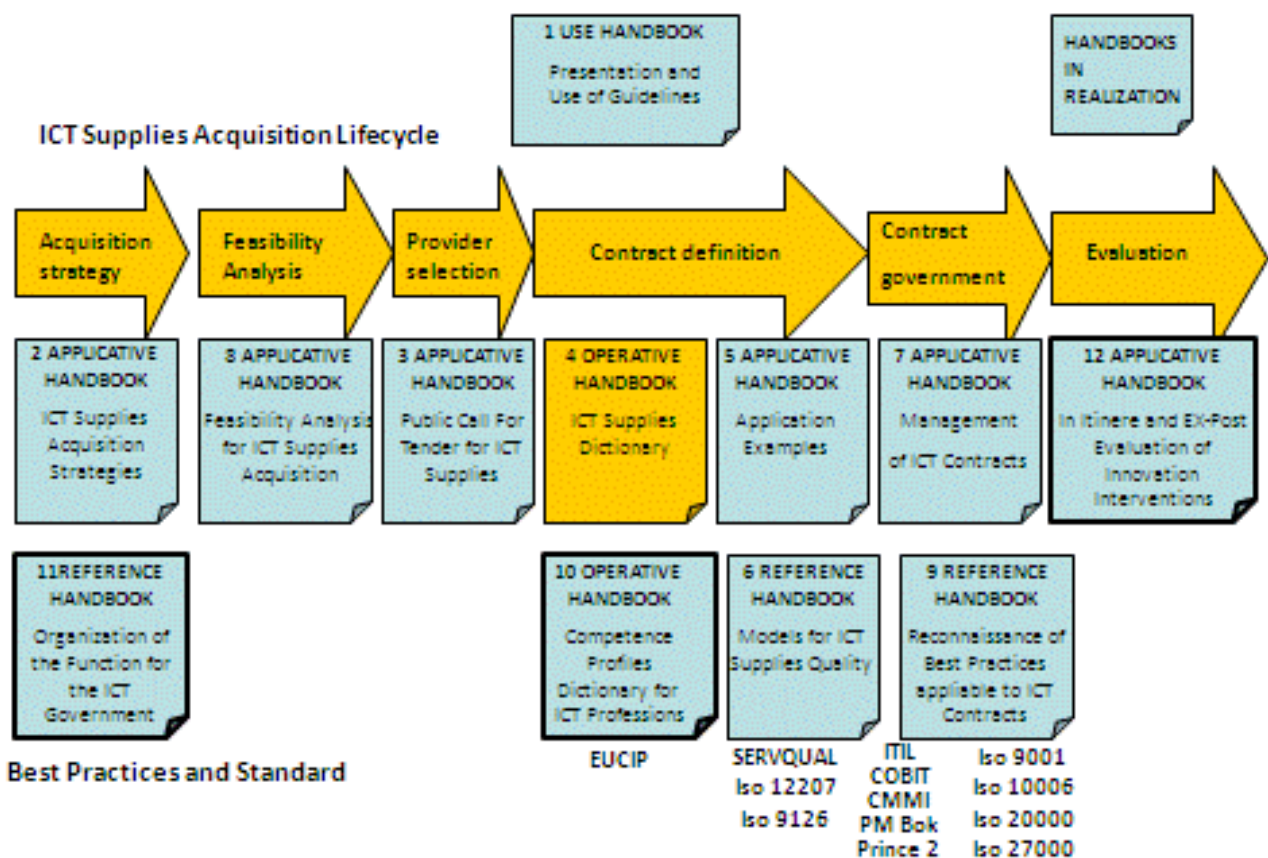 1 USE HANDBOOK
Presentation and
Use of Guidelines
HANDBOOKS
IN
REALIZATION
ICT Supplies Acquisition Lifecycle
Acquisition
strategy
Feasibility
Analysis
Provider
selection
Contract definition
Contract
government
Evaluation
2 APPLICATIVE
HANDBOOK
ICT Supplies
Acquisition
Strategies
8 APPLICATIVE
HANDBOOK
Feasibility Analysis
for ICT Supplies
Acquisition
3 APPLICATIVE
HANDBOOK
Public Call For
Tender for ICT
Supplies
4 OPERATIVE
HANDBOOK
ICT Supplies
Dictionary
5 APPLICATIVE
HANDBOOK
Application
Examples
7 APPLICATIVE
HANDBOOK
Management
of ICT Contracts
12 APPLICATIVE
HANDBOOK
In Itinere and EX-Post
Evaluation of
Innovation
Interventions
11REFERENCE
HANDBOOK
Organization of
the Function for
the ICT
Government
10 OPERATIVE
HANDBOOK
Competence
Profiles
Dictionary for
ICT Professions
6 REFERENCE
HANDBOOK
Models for ICT
Supplies Quality
9 REFERENCE
HANDBOOK
Reconnaissance of
Best Practices
appliable to ICT
Contracts
Best Practices and Standard
EUCIP
SERVQUAL
Iso 12207
Iso 9126
ITIL
COBIT
CMMI
PM Bok
Prince 2
Iso 9001
Iso 10006
Iso 20000
Iso 27000